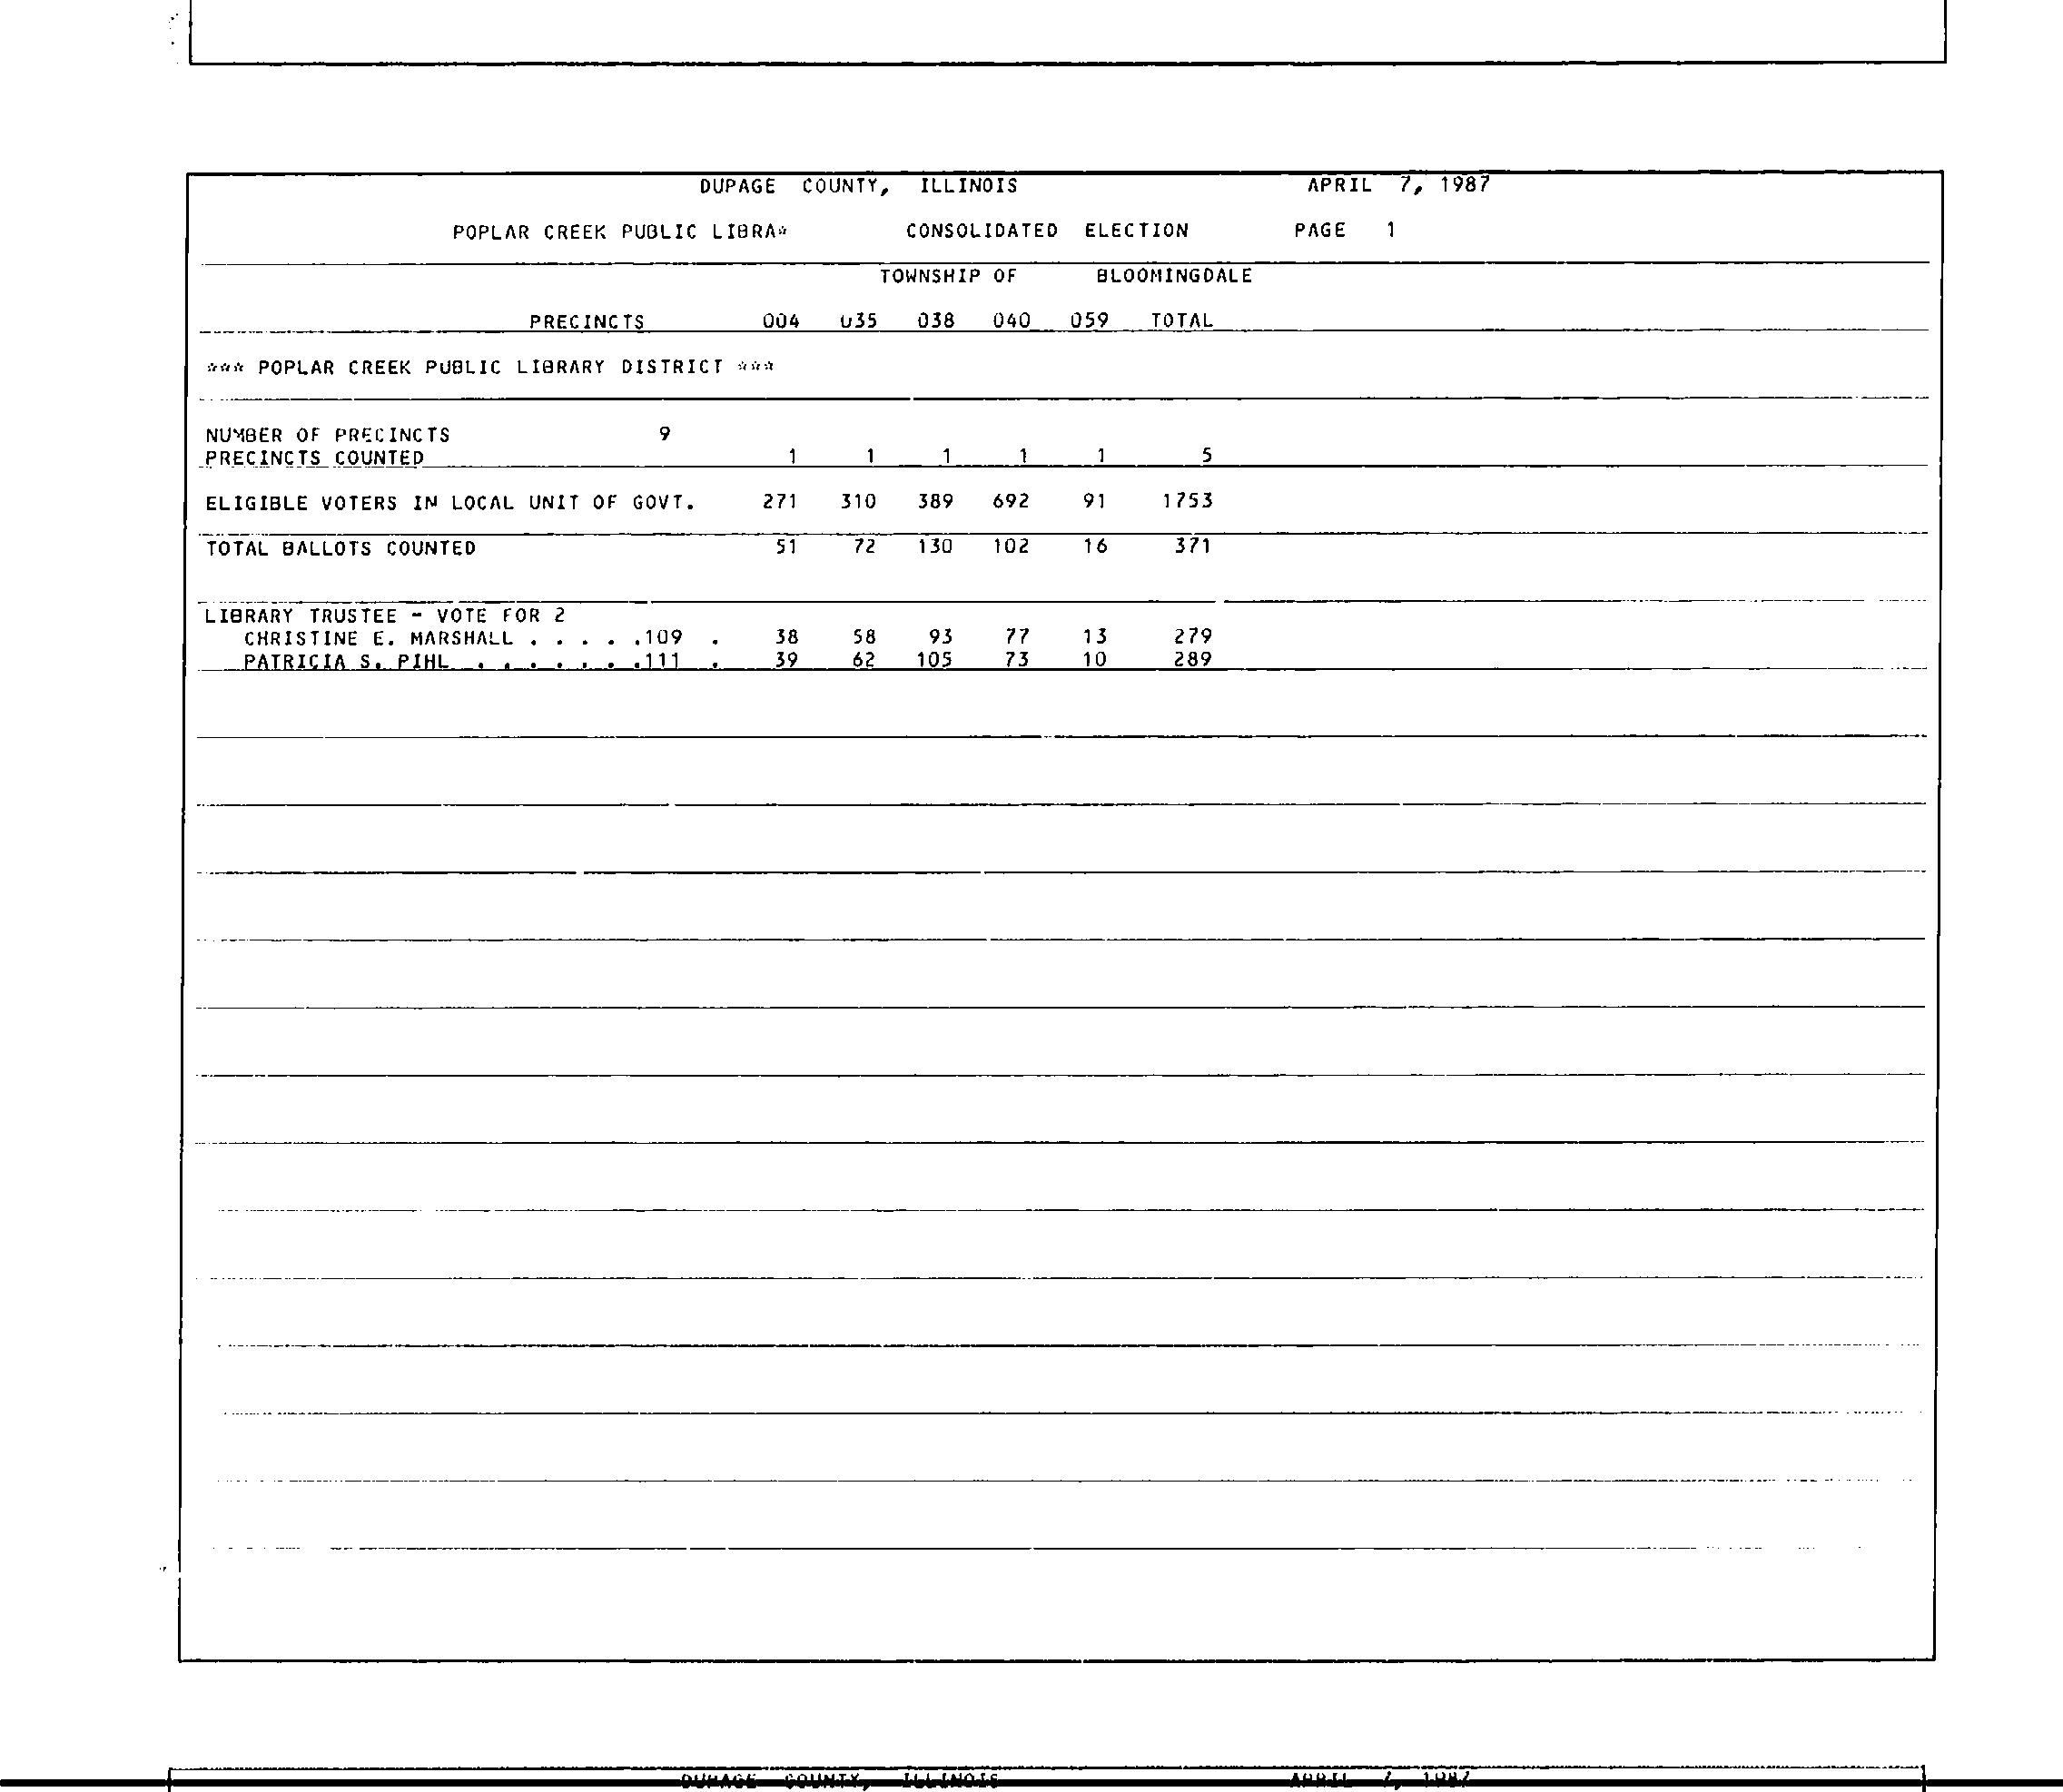 DUPAGE COUNTY, ILLINOIS APRIL 7, 1987
POPLAR CREEK PUBLIC LIBRA* CONSOLIDATED ELECTION PAGE 1
TOWNSHIP OF BLOOMINGDALE
PRECINCTS 004 035 038 040 059 TOTAL
*** POPLAR CREEK PUBLIC LIBRARY DISTRICT ***
NUMBER OF PRECINCTS 9
PRECINCTS COUNTED 1 1 1 1 1 5
ELIGIBLE VOTERS IN LOCAL UNIT OF GOVT. 271 310 389 692 91 1753
TOTAL BALLOTS COUNTED 51 72 130 102 16 371
LIBRARY TRUSTEE - VOTE FOR 2
CHRISTINE E. MARSHALL . . . . .109 . 38 58 93 77 13 279
PATRICIA S. PIHL . . . . . . .111 . 39 62 105 73 10 289
DUPAGE COUNTY, ILLINOIS APRIL 7, 1987